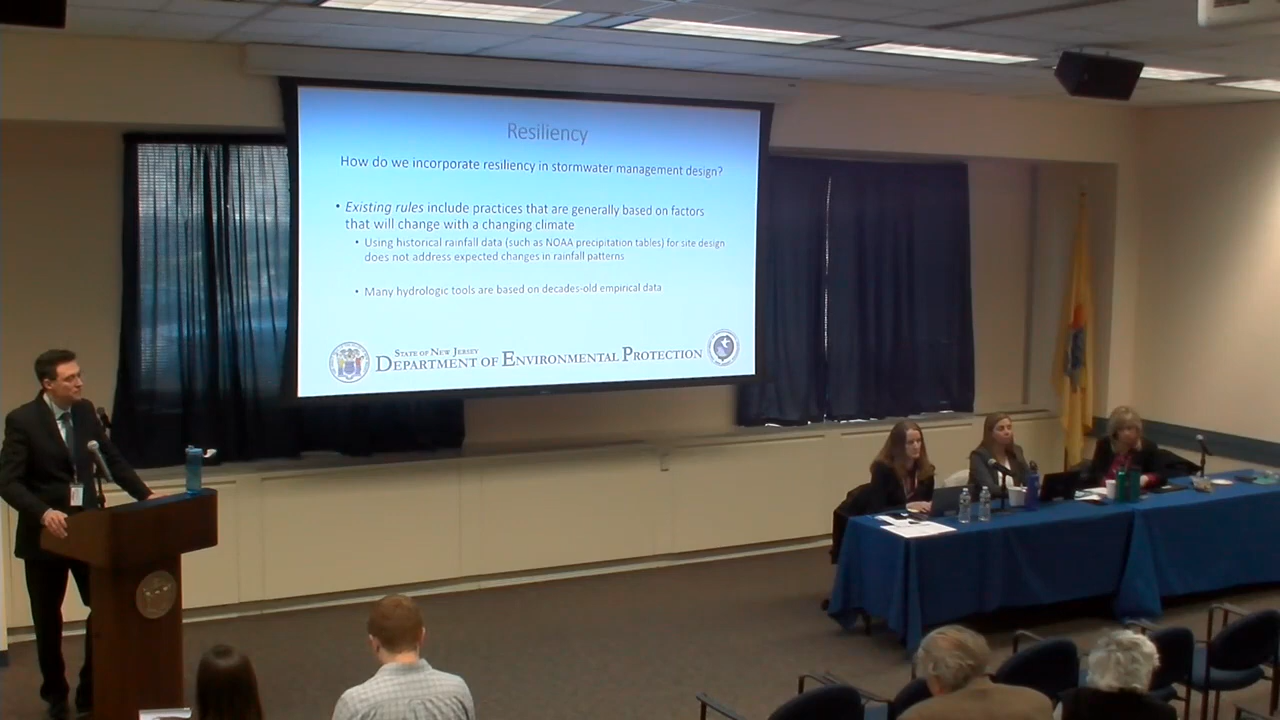 Resiliency
How do we incorporate resiliency in stormwater management design?
• Existing rules include practices that are generally based on factors
that will change with a changing climate
• Using historical rainfall data (such as NOAA precipitation tables) for site design
does not address expected changes in rainfall patterns
• Many hydrologic tools are based on decades-old empirical data
STATE OF NEW JERSEY
DEPARTMENT OF ENVIRONMENTAL PROTECTION